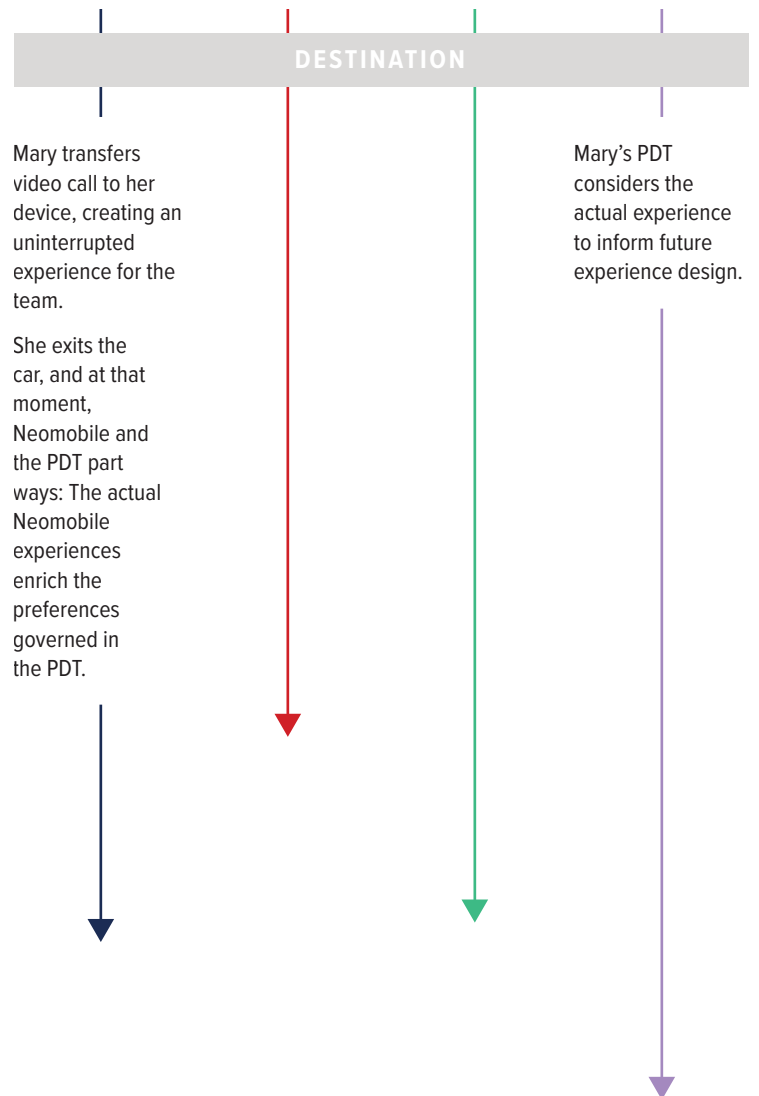 DESTINATION
Mary transfers
video call to her
device, creating an
uninterrupted
experience for the
team.
She exits the
car, and at that
moment,
Neomobile and
the PDT part
ways: The actual
Neomobile
experiences
enrich the
preferences
governed in
the PDT.
Mary’s PDT
considers the
actual experience
to inform future
experience design.